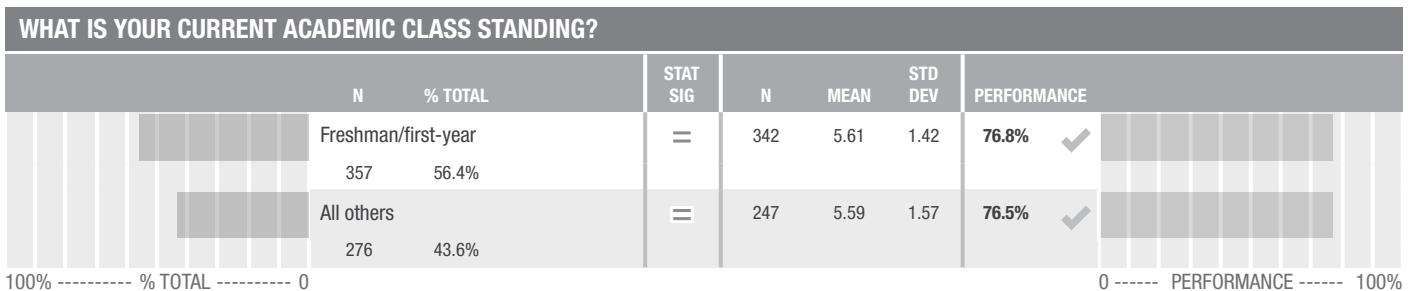 WHAT IS YOUR CURRENT ACADEMIC CLASS STANDING?
N % TOTAL STAT SIG N MEAN STD DEV PERFORMANCE
Freshman/first-year = 342 5.61 1.42 76.8%
357 56.4%
All others = 247 5.59 1.57 76.5%
276 43.6%
100% ---------- % TOTAL ---------- 0 0 ------ PERFORMANCE ------ 100%